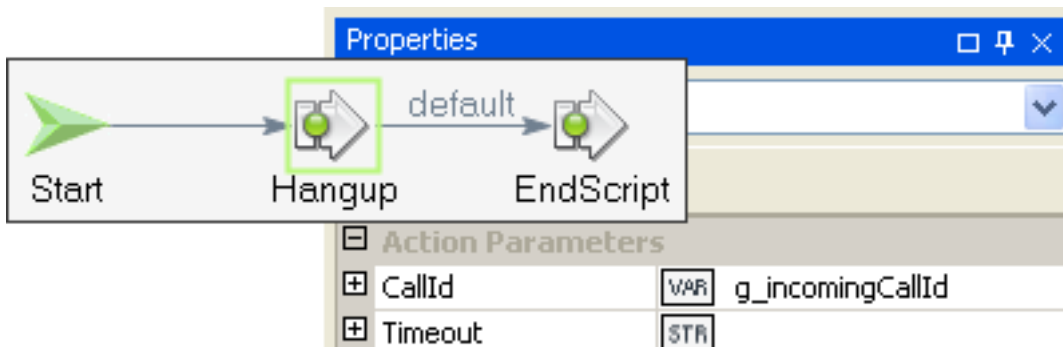 Properties
default
Start Hangup EndScript
Action Parameters
CallId VAR g_incomingCallId
Timeout STR